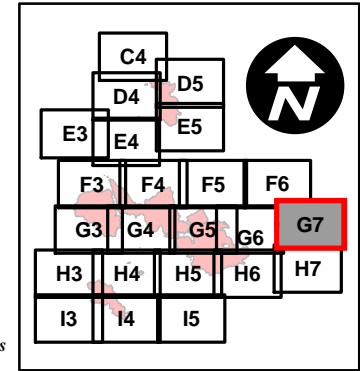 C4
N
D4 D5
E3 E4 E5
F3 F4 F5 F6
G3 G4 G5 G6 G7
H3 H4 H5 H6 H7
I3 I4 I5
s